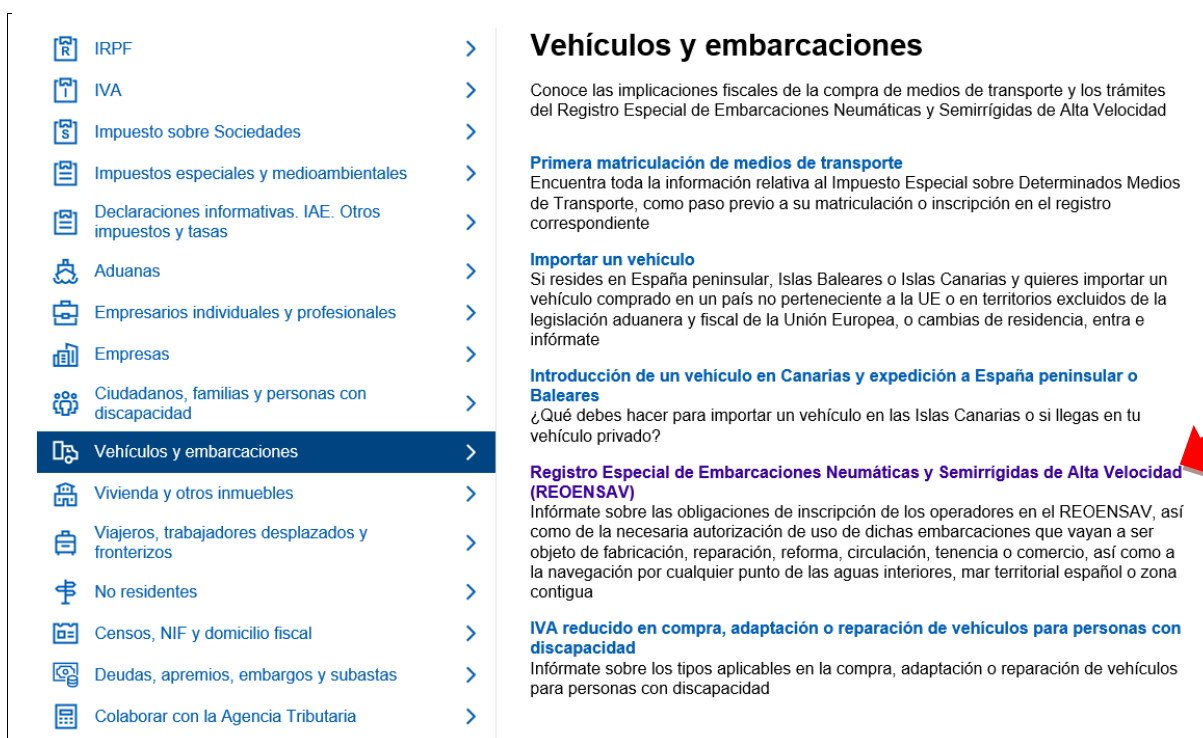 IRPF
IVA
Impuesto sobre Sociedades
Impuestos especiales y medioambientales
Declaraciones informativas. IAE. Otros
impuestos y tasas
Aduanas
Empresarios individuales y profesionales
Empresas
Ciudadanos, familias y personas con
discapacidad
Vehículos y embarcaciones
Vivienda y otros inmuebles
Viajeros, trabajadores desplazados y
fronterizos
No residentes
Censos, NIF y domicilio fiscal
Deudas, apremios, embargos y subastas
Colaborar con la Agencia Tributaria
Vehículos y embarcaciones
Conoce las implicaciones fiscales de la compra de medios de transporte y los trámites
del Registro Especial de Embarcaciones Neumáticas y Semirrígidas de Alta Velocidad
Primera matriculación de medios de transporte
Encuentra toda la información relativa al Impuesto Especial sobre Determinados Medios
de Transporte, como paso previo a su matriculación o inscripción en el registro
correspondiente
Importar un vehículo
Si resides en España peninsular, Islas Baleares o Islas Canarias y quieres importar un
vehículo comprado en un país no perteneciente a la UE o en territorios excluidos de la
legislación aduanera y fiscal de la Unión Europea, o cambias de residencia, entra e
infórmate
Introducción de un vehículo en Canarias y expedición a España peninsular o
Baleares
¿Qué debes hacer para importar un vehículo en las Islas Canarias o si llegas en tu
vehículo privado?
Registro Especial de Embarcaciones Neumáticas y Semirrígidas de Alta Velocidad
(REOENSAV)
Infórmate sobre las obligaciones de inscripción de los operadores en el REOENSAV, así
como de la necesaria autorización de uso de dichas embarcaciones que vayan a ser
objeto de fabricación, reparación, reforma, circulación, tenencia o comercio, así como a
la navegación por cualquier punto de las aguas interiores, mar territorial español o zona
contigua
IVA reducido en compra, adaptación o reparación de vehículos para personas con
discapacidad
Infórmate sobre los tipos aplicables en la compra, adaptación o reparación de vehículos
para personas con discapacidad